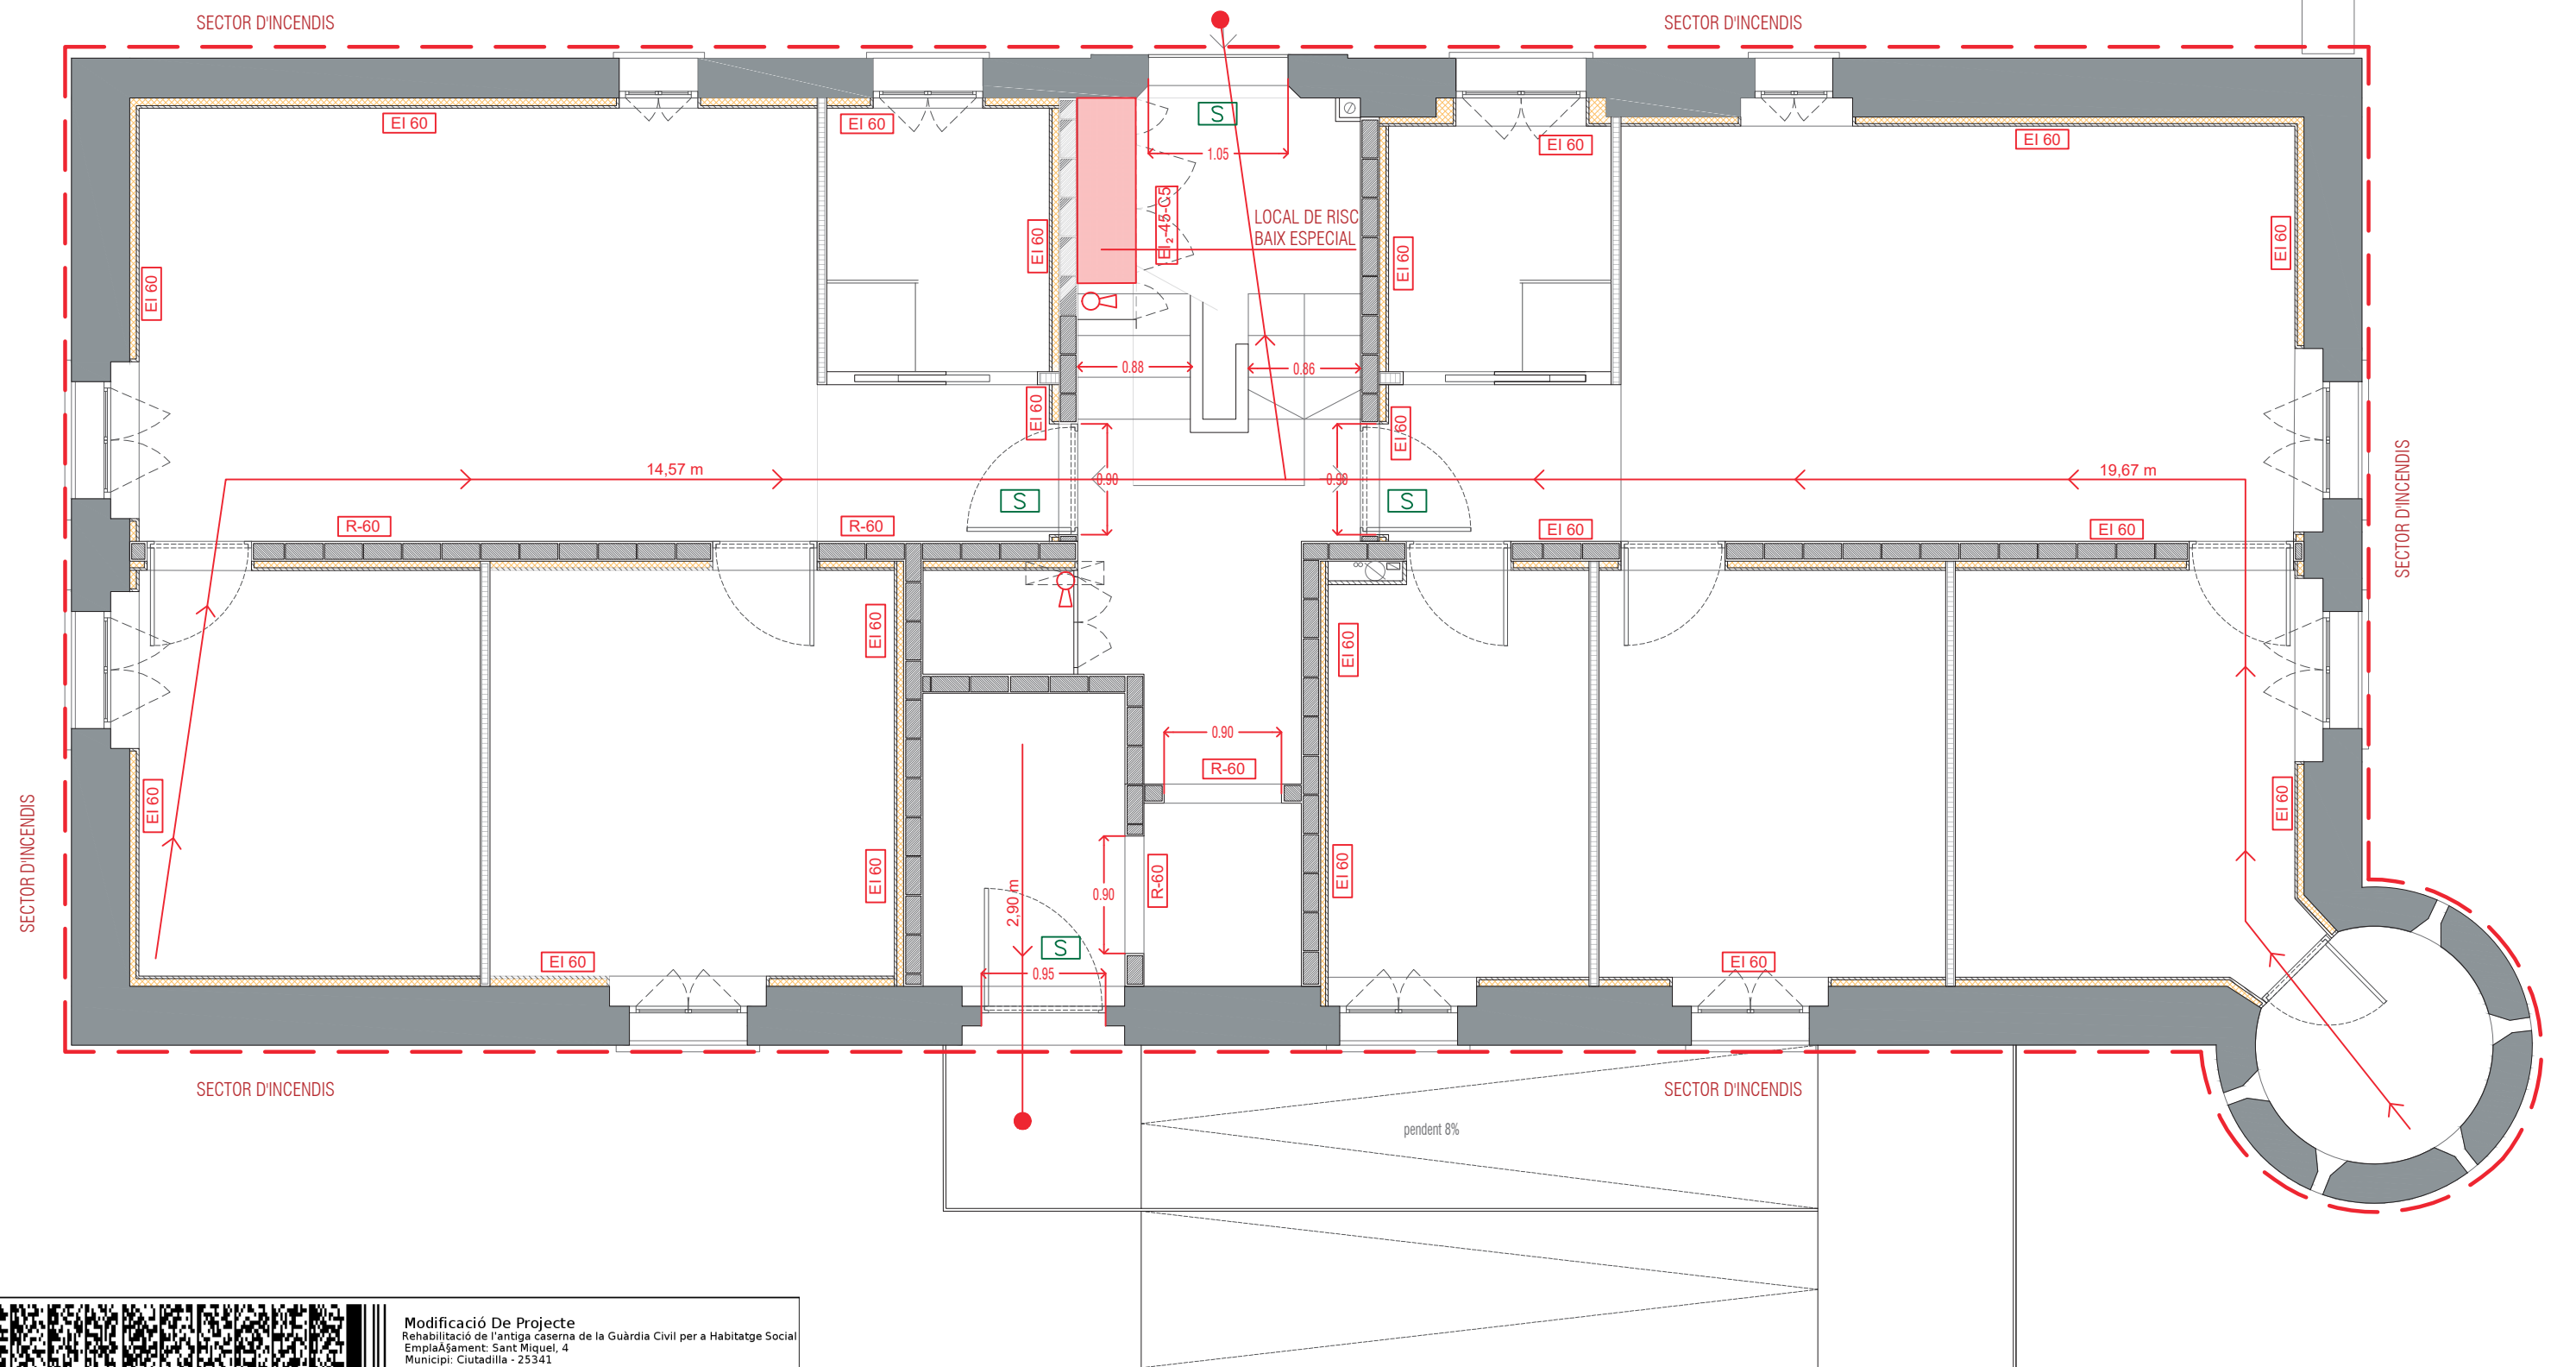 SECTOR D'INCENDIS
SECTOR D'INCENDIS
EI 60
EI 60
S
1.05
EI 60
EI 60
LOCAL DE RISC
BAIX ESPECIAL
EI₂-45-C5
EI 60
EI 60
EI 60
EI 60
0.88
0.86
EI 60
EI 60
14,57 m
0.90
0.90
19,67 m
SECTOR D'INCENDIS
S
S
R-60
R-60
EI 60
EI 60
EI 60
EI 60
0.90
R-60
EI 60
EI 60
SECTOR D'INCENDIS
EI 60
2,90 m
0.90
R-60
EI 60
S
EI 60
0.95
EI 60
SECTOR D'INCENDIS
SECTOR D'INCENDIS
pendent 8%
Modificació De Projecte
Rehabilitació de l'antiga caserna de la Guàrdia Civil per a Habitatge Social
EmplaÃ§ament: Sant Miquel, 4
Municipi: Ciutadilla - 25341